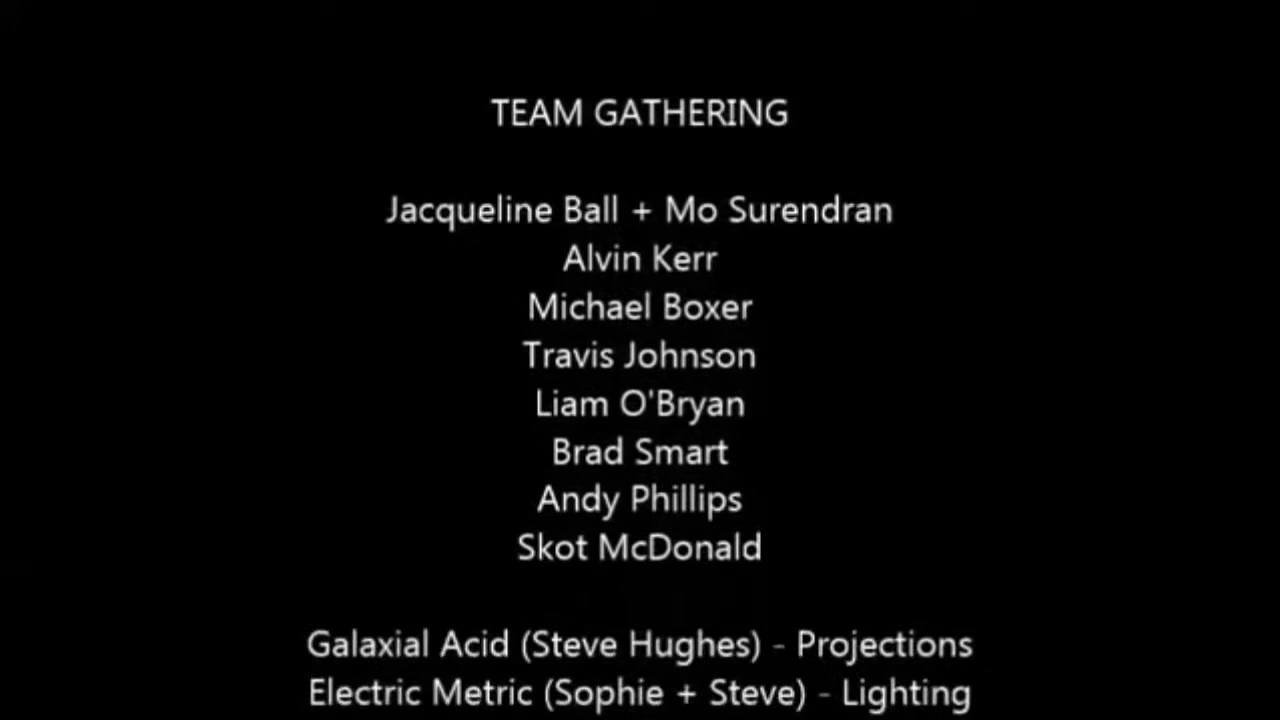 TEAM GATHERING
Jacqueline Ball + Mo Surendran
Alvin Kerr
Michael Boxer
Travis Johnson
Liam O'Bryan
Brad Smart
Andy Phillips
Skot McDonald
Galaxial Acid (Steve Hughes) - Projections
Electric Metric (Sophie + Steve) - Lighting